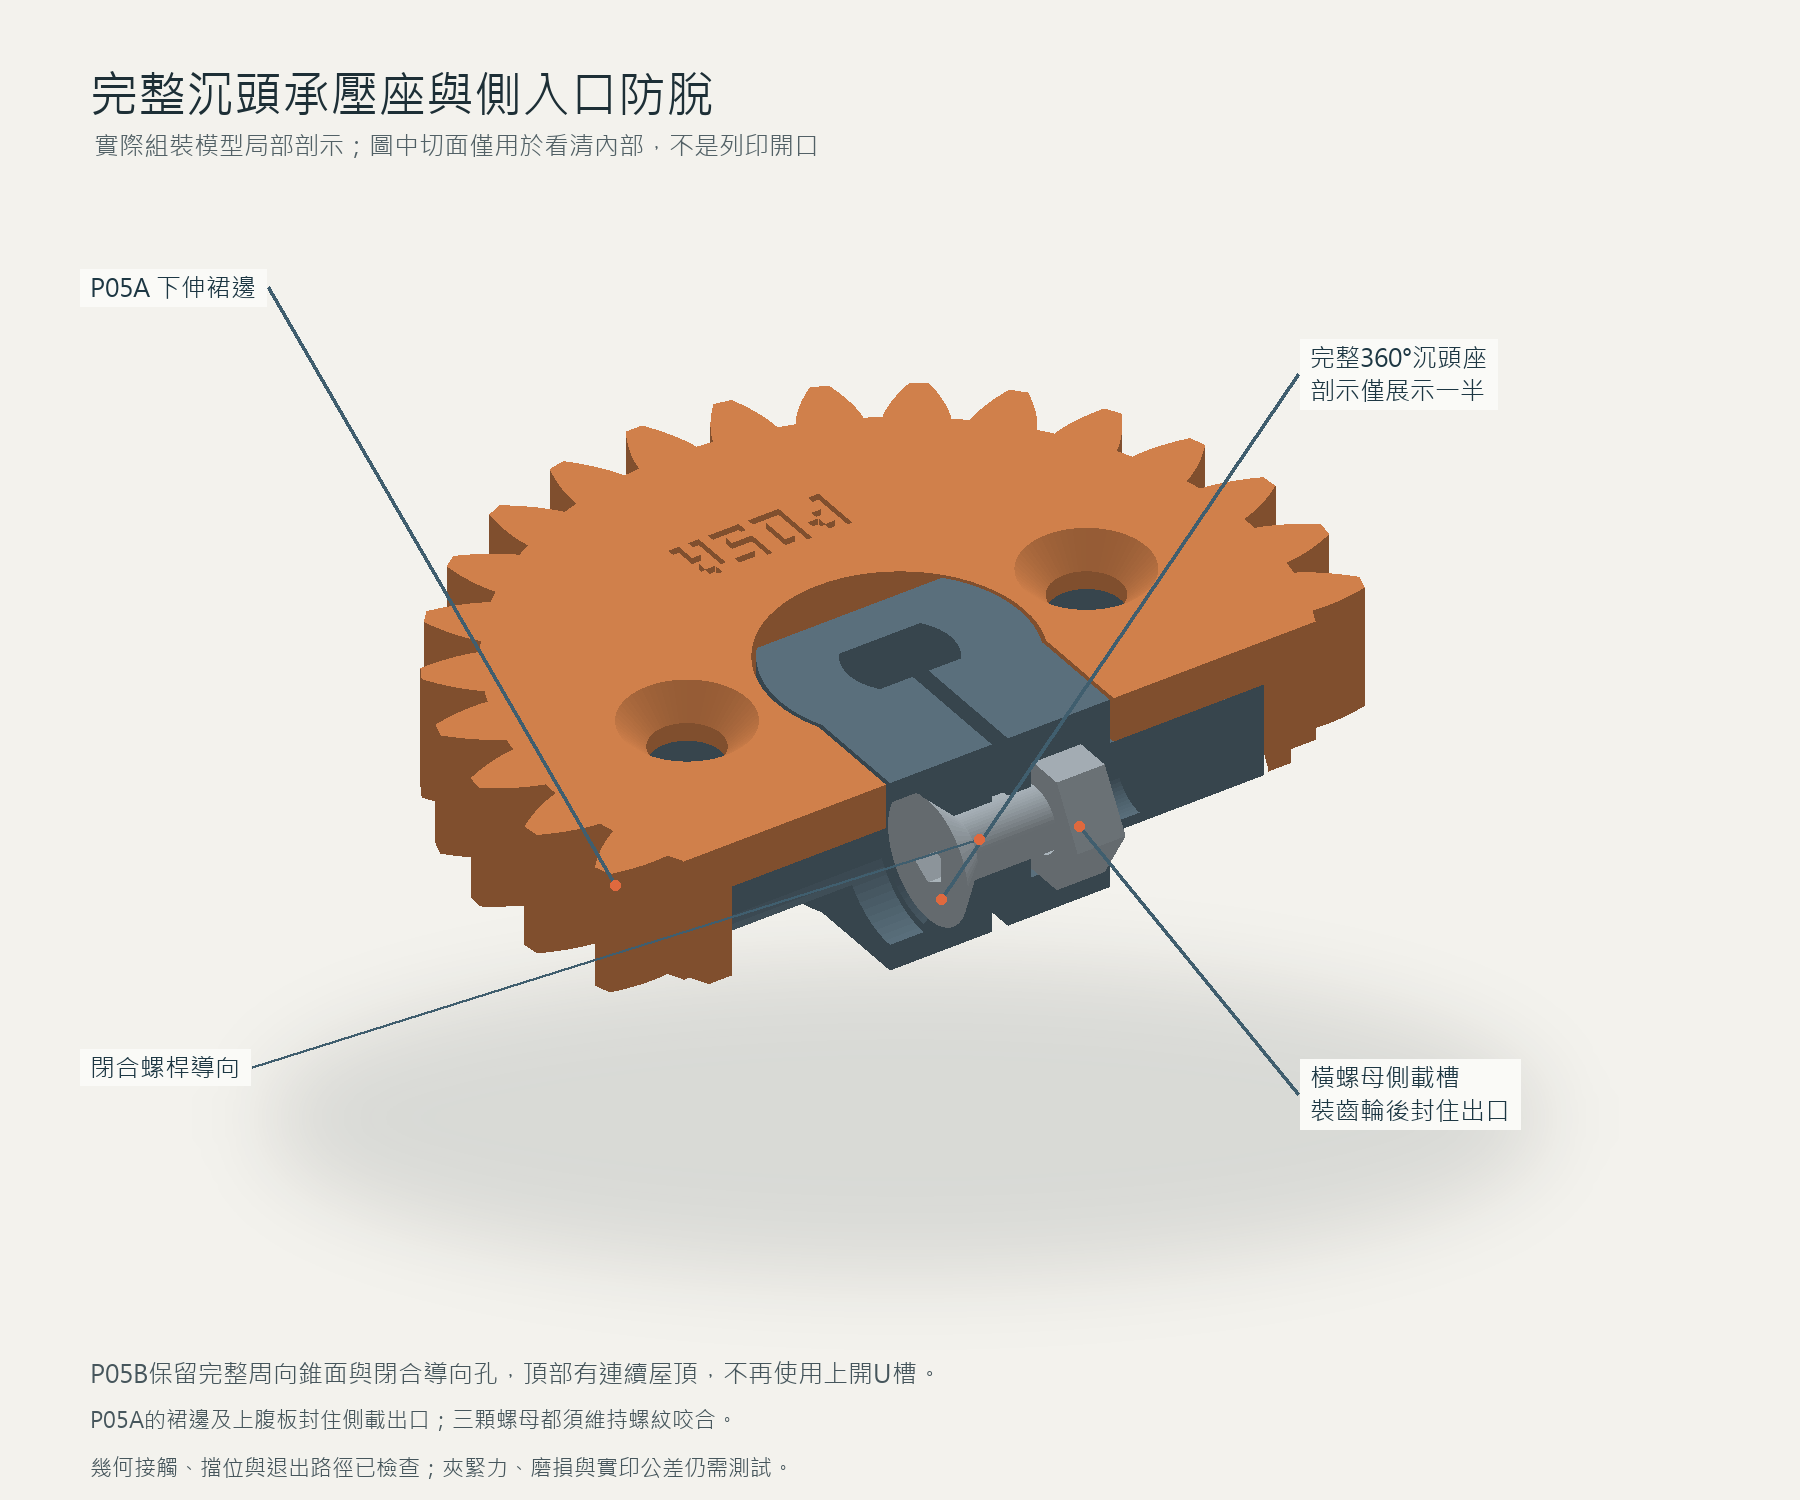 完整沉頭承壓座與側入口防脫
實際組裝模型局部剖示；圖中切面僅用於看清內部，不是列印開口
P05A 下伸裙邊
完整360°沉頭座
剖示僅展示一半
P05A
閉合螺桿導向
橫螺母側載槽
裝齒輪後封住出口
P05B保留完整周向錐面與閉合導向孔，頂部有連續屋頂，不再使用上開U槽。
P05A的裙邊及上腹板封住側載出口；三顆螺母都須維持螺紋咬合。
幾何接觸、擋位與退出路徑已檢查；夾緊力、磨損與實印公差仍需測試。